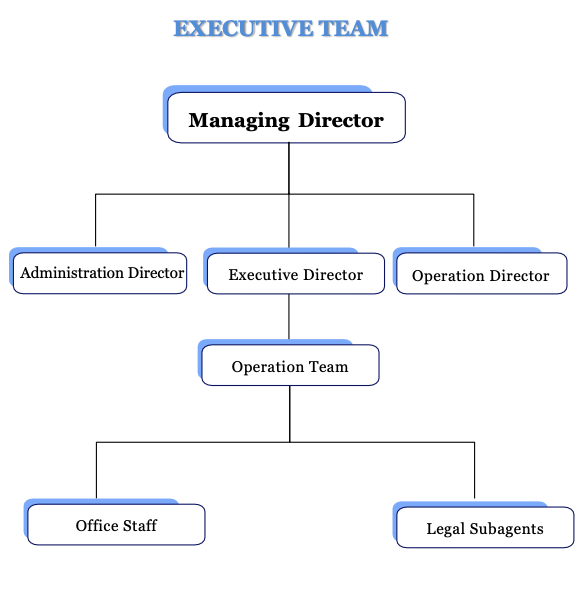 EXECUTIVE TEAM
Managing Director
Administration Director
Executive Director
Operation Director
Operation Team
Office Staff
Legal Subagents